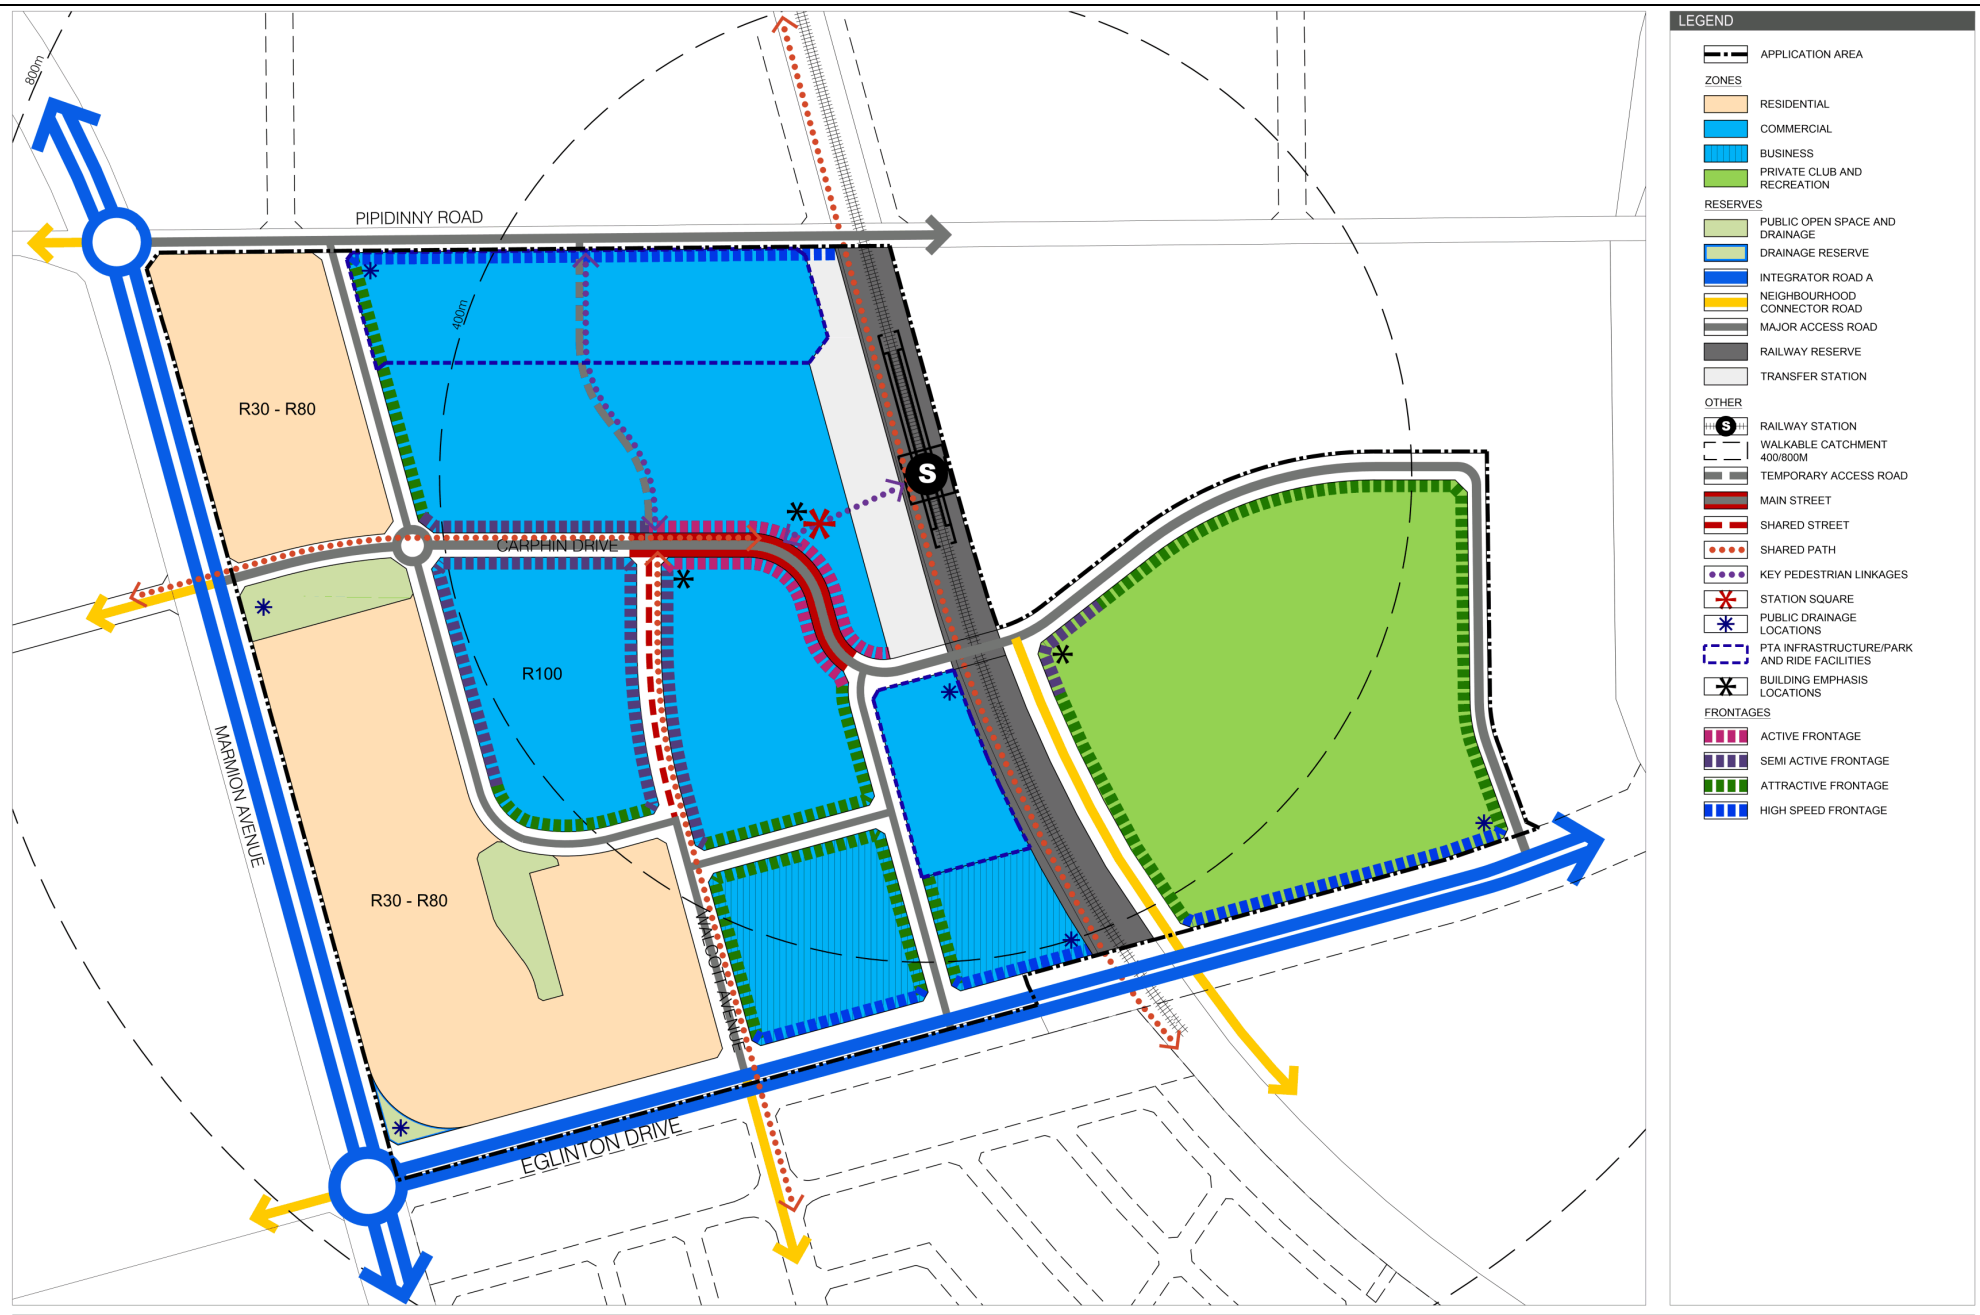 800m
PIPIDINNY ROAD
400m
R30 - R80
S
CARPHIN DRIVE
R100
MARMION AVENUE
R30 - R80
WALCOTT AVENUE
EGLINTON DRIVE
LEGEND
APPLICATION AREA
ZONES
RESIDENTIAL
COMMERCIAL
BUSINESS
PRIVATE CLUB AND
RECREATION
RESERVES
PUBLIC OPEN SPACE AND
DRAINAGE
DRAINAGE RESERVE
INTEGRATOR ROAD A
NEIGHBOURHOOD
CONNECTOR ROAD
MAJOR ACCESS ROAD
RAILWAY RESERVE
TRANSFER STATION
OTHER
S
RAILWAY STATION
WALKABLE CATCHMENT
400/800M
TEMPORARY ACCESS ROAD
MAIN STREET
SHARED STREET
SHARED PATH
KEY PEDESTRIAN LINKAGES
STATION SQUARE
PUBLIC DRAINAGE
LOCATIONS
PTA INFRASTRUCTURE/PARK
AND RIDE FACILITIES
BUILDING EMPHASIS
LOCATIONS
FRONTAGES
ACTIVE FRONTAGE
SEMI ACTIVE FRONTAGE
ATTRACTIVE FRONTAGE
HIGH SPEED FRONTAGE